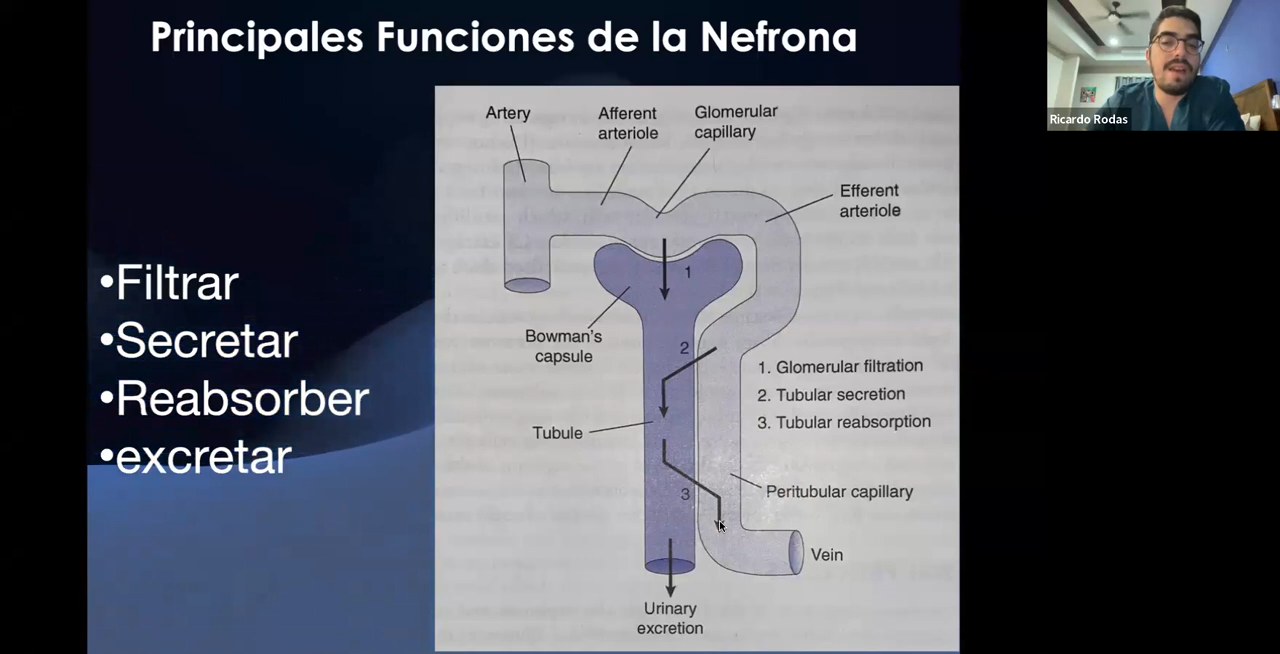 Principales Funciones de la Nefrona
•Filtrar
•Secretar
•Reabsorber
•excretar
Artery
Afferent
arteriole
Glomerular
capillary
Efferent
arteriole
1
Bowman's
capsule
2
1. Glomerular filtration
2. Tubular secretion
3. Tubular reabsorption
Tubule
3
Peritubular capillary
Vein
Urinary
excretion
Ricardo Rodas